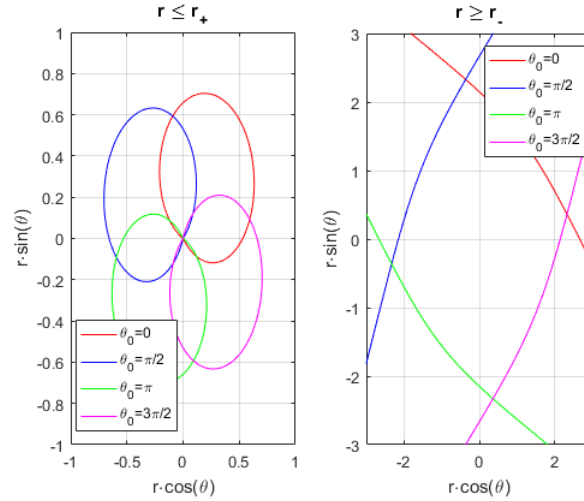 r ≤ r₊
1
0.8
0.6
0.4
0.2
0
-0.2
-0.4
-0.6
-0.8
-1
r·sin(θ)
θ₀=0
θ₀=π/2
θ₀=π
θ₀=3π/2
-1
-0.5
0
0.5
1
r·cos(θ)
r ≥ r₋
3
2
1
0
-1
-2
-3
r·sin(θ)
θ₀=0
θ₀=π/2
θ₀=π
θ₀=3π/2
-2
0
2
r·cos(θ)